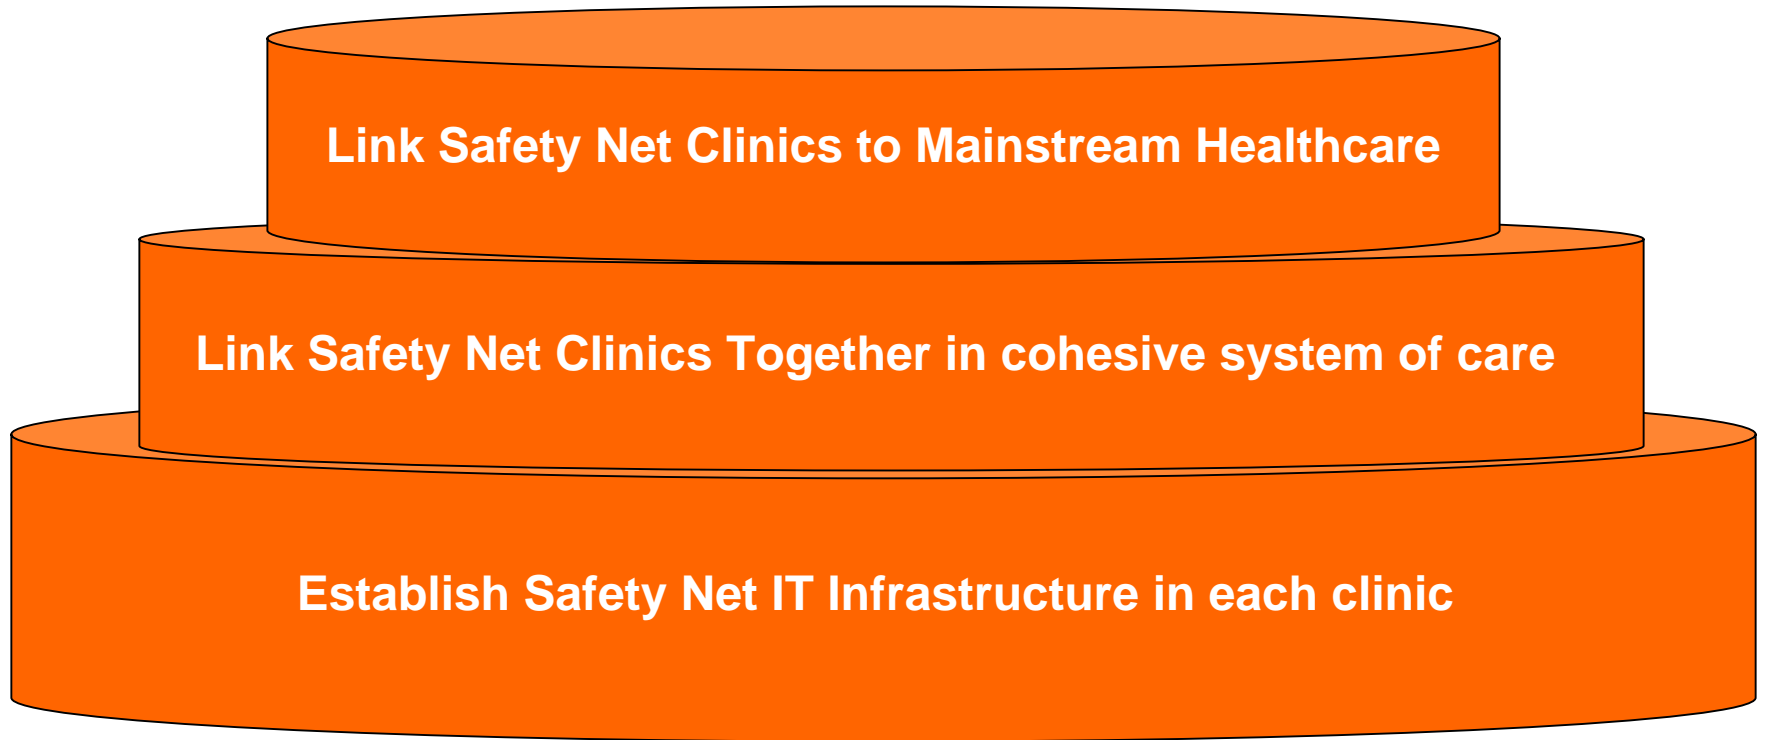 Link Safety Net Clinics to Mainstream Healthcare
Link Safety Net Clinics Together in cohesive system of care
Establish Safety Net IT Infrastructure in each clinic